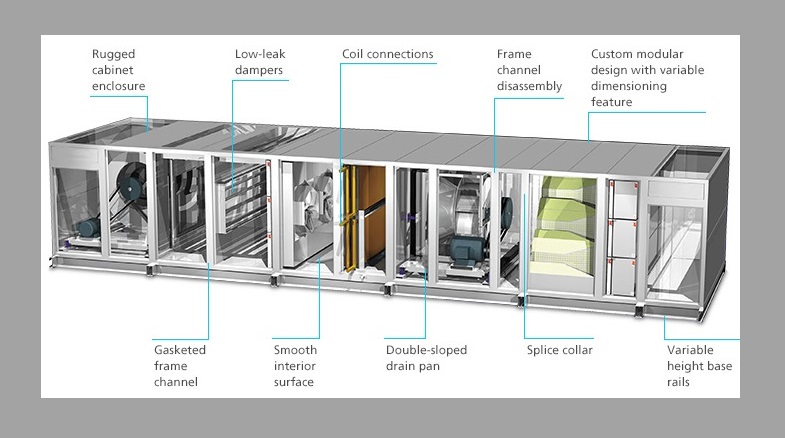 Rugged
cabinet
enclosure
Low-leak
dampers
Coil connections
Frame
channel
disassembly
Custom modular
design with variable
dimensioning
feature
Gasketed
frame
channel
Smooth
interior
surface
Double-sloped
drain pan
Splice collar
Variable
height base
rails